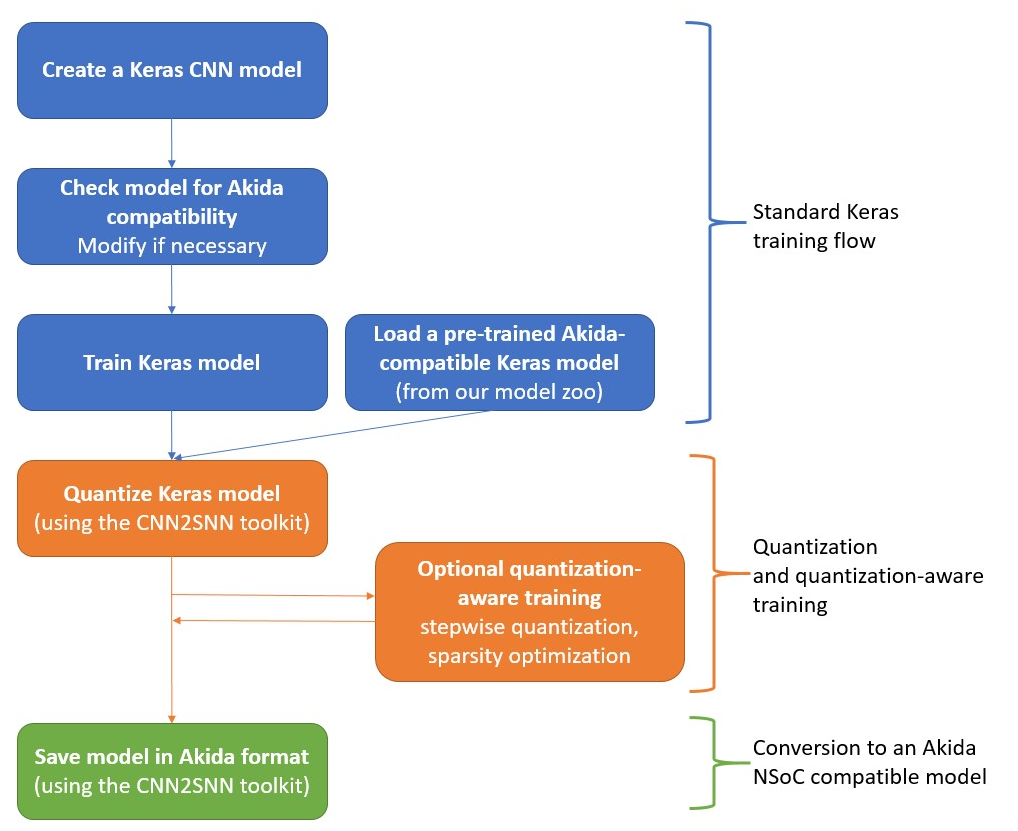 Create a Keras CNN model
Check model for Akida
compatibility
Modify if necessary
Standard Keras
training flow
Train Keras model
Load a pre-trained Akida-
compatible Keras model
(from our model zoo)
Quantize Keras model
(using the CNN2SNN toolkit)
Optional quantization-
aware training
stepwise quantization,
sparsity optimization
Quantization
and quantization-aware
training
Save model in Akida format
(using the CNN2SNN toolkit)
Conversion to an Akida
NSoC compatible model